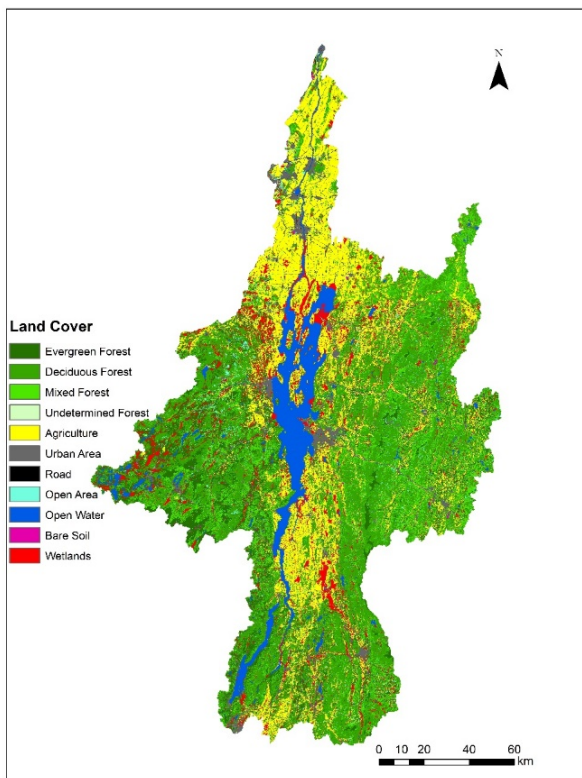 N
Land Cover
Evergreen Forest
Deciduous Forest
Mixed Forest
Undetermined Forest
Agriculture
Urban Area
Road
Open Area
Open Water
Bare Soil
Wetlands
0 10 20 40 60
km